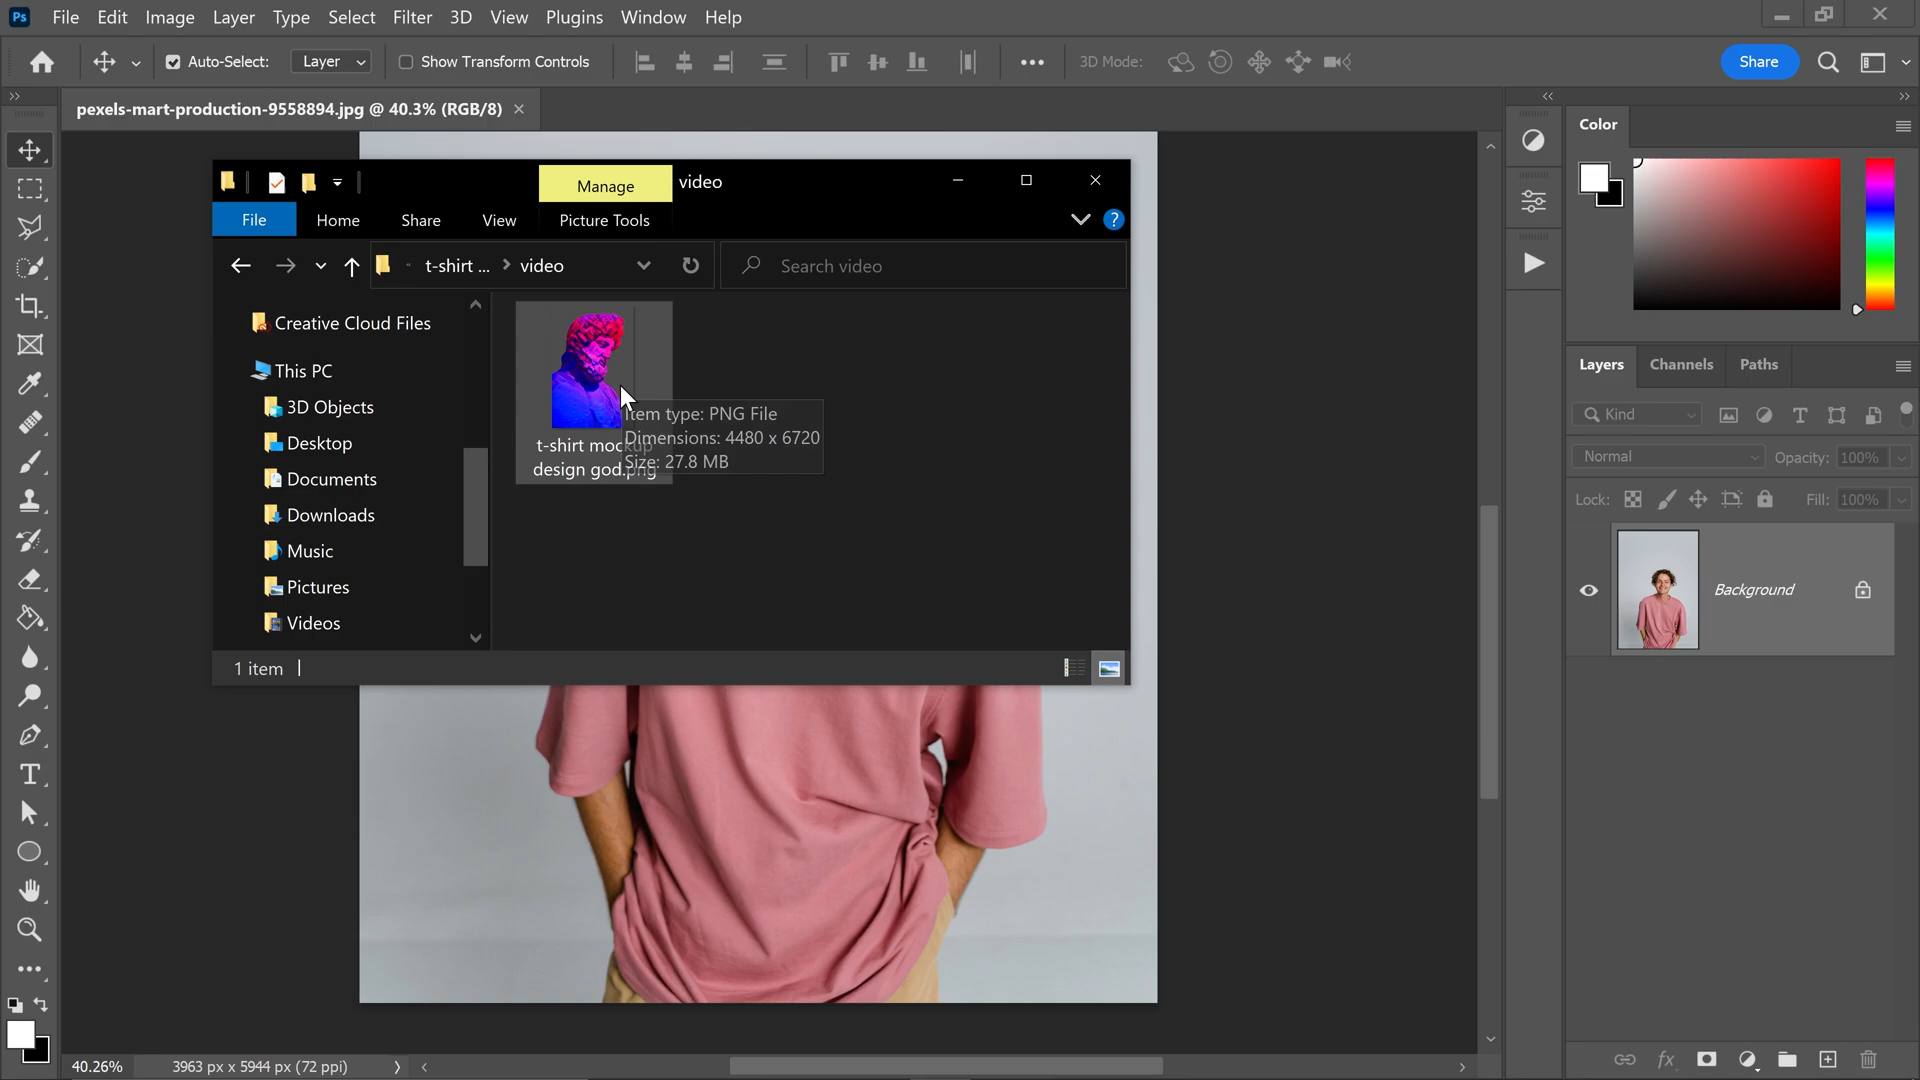 Ps File Edit Image Layer Type Select Filter 3D View Plugins Window Help
Auto-Select: Layer Show Transform Controls 3D Mode: Share
pexels-mart-production-9558894.jpg @ 40.3% (RGB/8)
Manage video
File Home Share View Picture Tools
t-shirt ... video Search video
Creative Cloud Files
This PC
3D Objects
Desktop
Documents
Downloads
Music
Pictures
Videos
t-shirt mockup
design god.png
Item type: PNG File
Dimensions: 4480 x 6720
Size: 27.8 MB
1 item
Color
Layers Channels Paths
Kind
Normal Opacity: 100%
Lock: Fill: 100%
Background
fx
40.26% 3963 px x 5944 px (72 ppi)